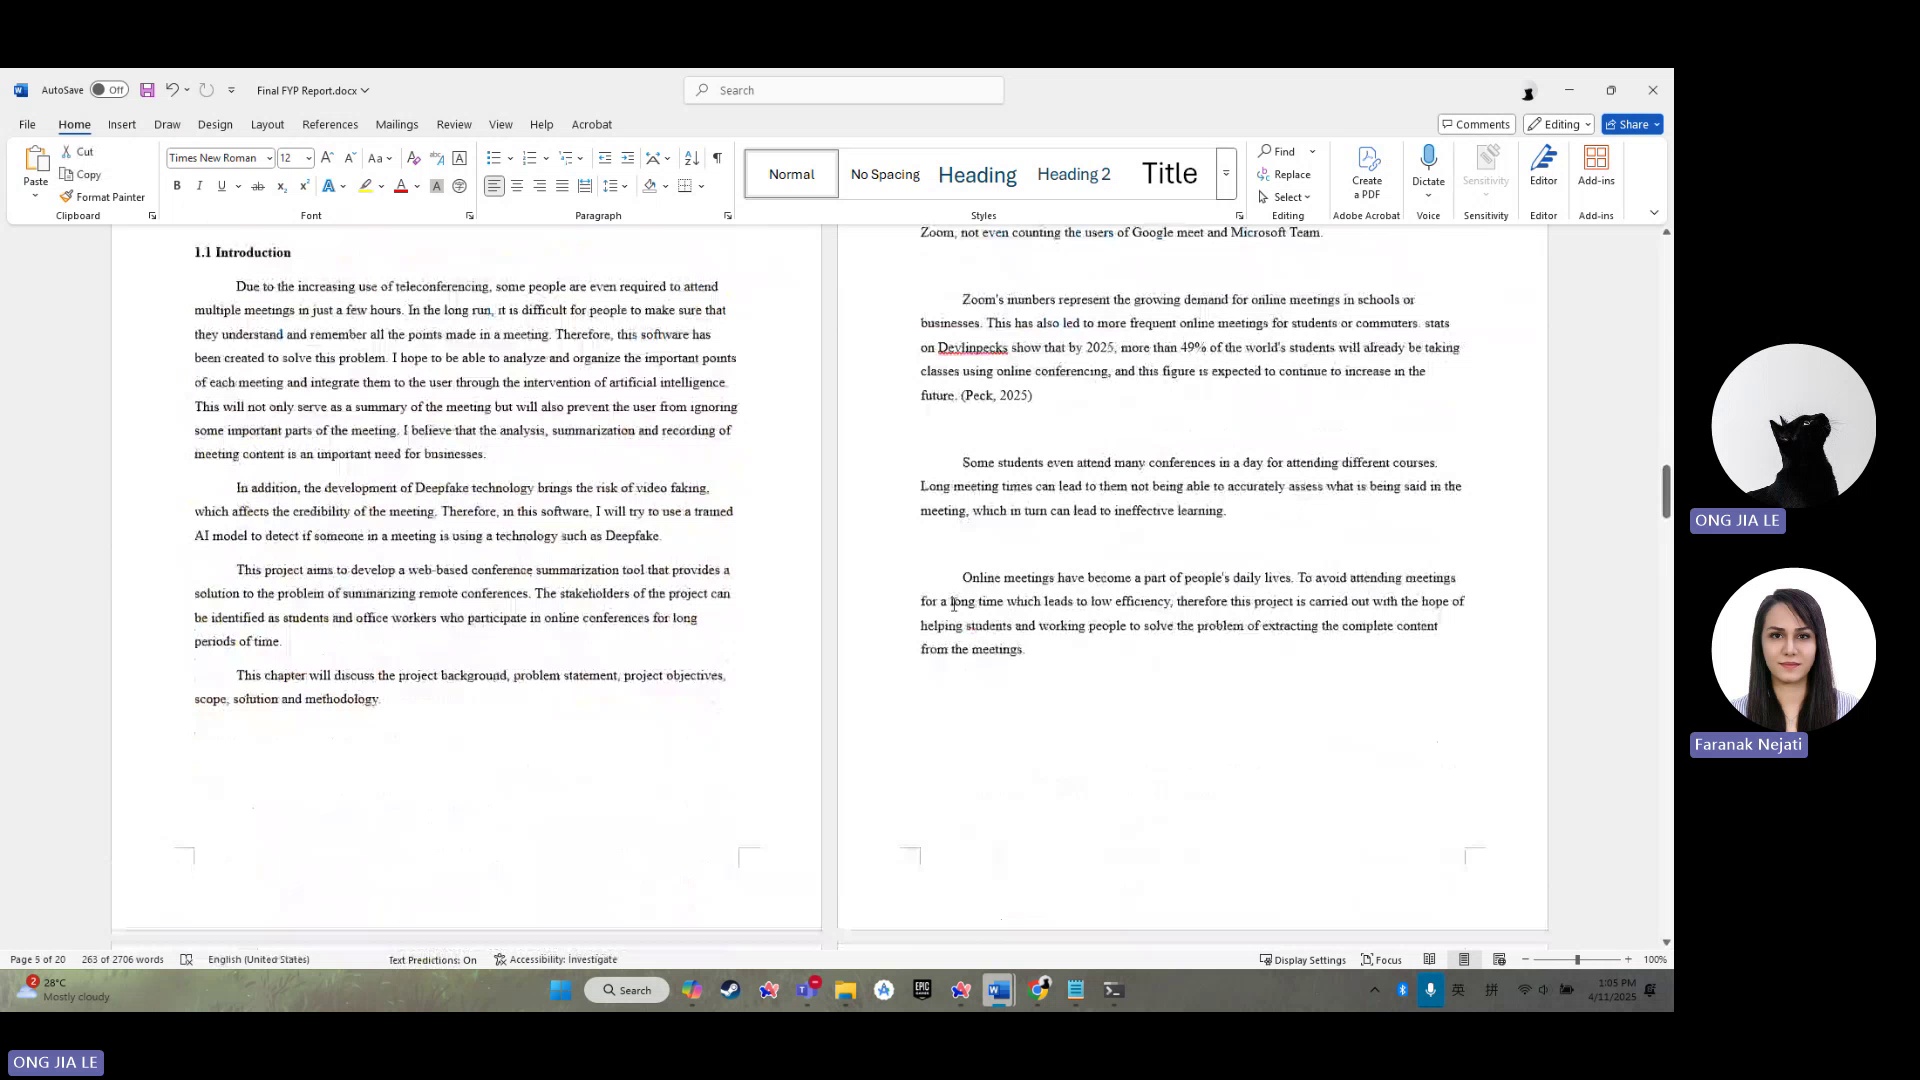 AutoSave Off Final FYP Report.docx Search
File Home Insert Draw Design Layout References Mailings Review View Help Acrobat Comments Editing Share
Paste Cut Copy Format Painter Clipboard
Times New Roman 12 Aa Font
Paragraph
Normal No Spacing Heading Heading 2 Title Styles
Find Replace Select Editing
Create a PDF Adobe Acrobat
Dictate Voice
Sensitivity Sensitivity
Editor Editor
Add-ins Add-ins
1.1 Introduction
Due to the increasing use of teleconferencing, some people are even required to attend
multiple meetings in just a few hours. In the long run, it is difficult for people to make sure that
they understand and remember all the points made in a meeting. Therefore, this software has
been created to solve this problem. I hope to be able to analyze and organize the important points
of each meeting and integrate them to the user through the intervention of artificial intelligence.
This will not only serve as a summary of the meeting but will also prevent the user from ignoring
some important parts of the meeting. I believe that the analysis, summarization and recording of
meeting content is an important need for businesses.
In addition, the development of Deepfake technology brings the risk of video faking,
which affects the credibility of the meeting. Therefore, in this software, I will try to use a trained
AI model to detect if someone in a meeting is using a technology such as Deepfake.
This project aims to develop a web-based conference summarization tool that provides a
solution to the problem of summarizing remote conferences. The stakeholders of the project can
be identified as students and office workers who participate in online conferences for long
periods of time.
This chapter will discuss the project background, problem statement, project objectives,
scope, solution and methodology.
Zoom, not even counting the users of Google meet and Microsoft Team.
Zoom's numbers represent the growing demand for online meetings in schools or
businesses. This has also led to more frequent online meetings for students or commuters. stats
on Devlinpecks show that by 2025, more than 49% of the world's students will already be taking
classes using online conferencing, and this figure is expected to continue to increase in the
future. (Peck, 2025)
Some students even attend many conferences in a day for attending different courses.
Long meeting times can lead to them not being able to accurately assess what is being said in the
meeting, which in turn can lead to ineffective learning.
Online meetings have become a part of people's daily lives. To avoid attending meetings
for a long time which leads to low efficiency, therefore this project is carried out with the hope of
helping students and working people to solve the problem of extracting the complete content
from the meetings.
Page 5 of 20 263 of 2706 words English (United States) Text Predictions: On Accessibility: Investigate Display Settings Focus 100%
2 28°C
Mostly cloudy
Search
EPIC GAMES
英 拼
1:05 PM
4/11/2025
ONG JIA LE
Faranak Nejati
ONG JIA LE